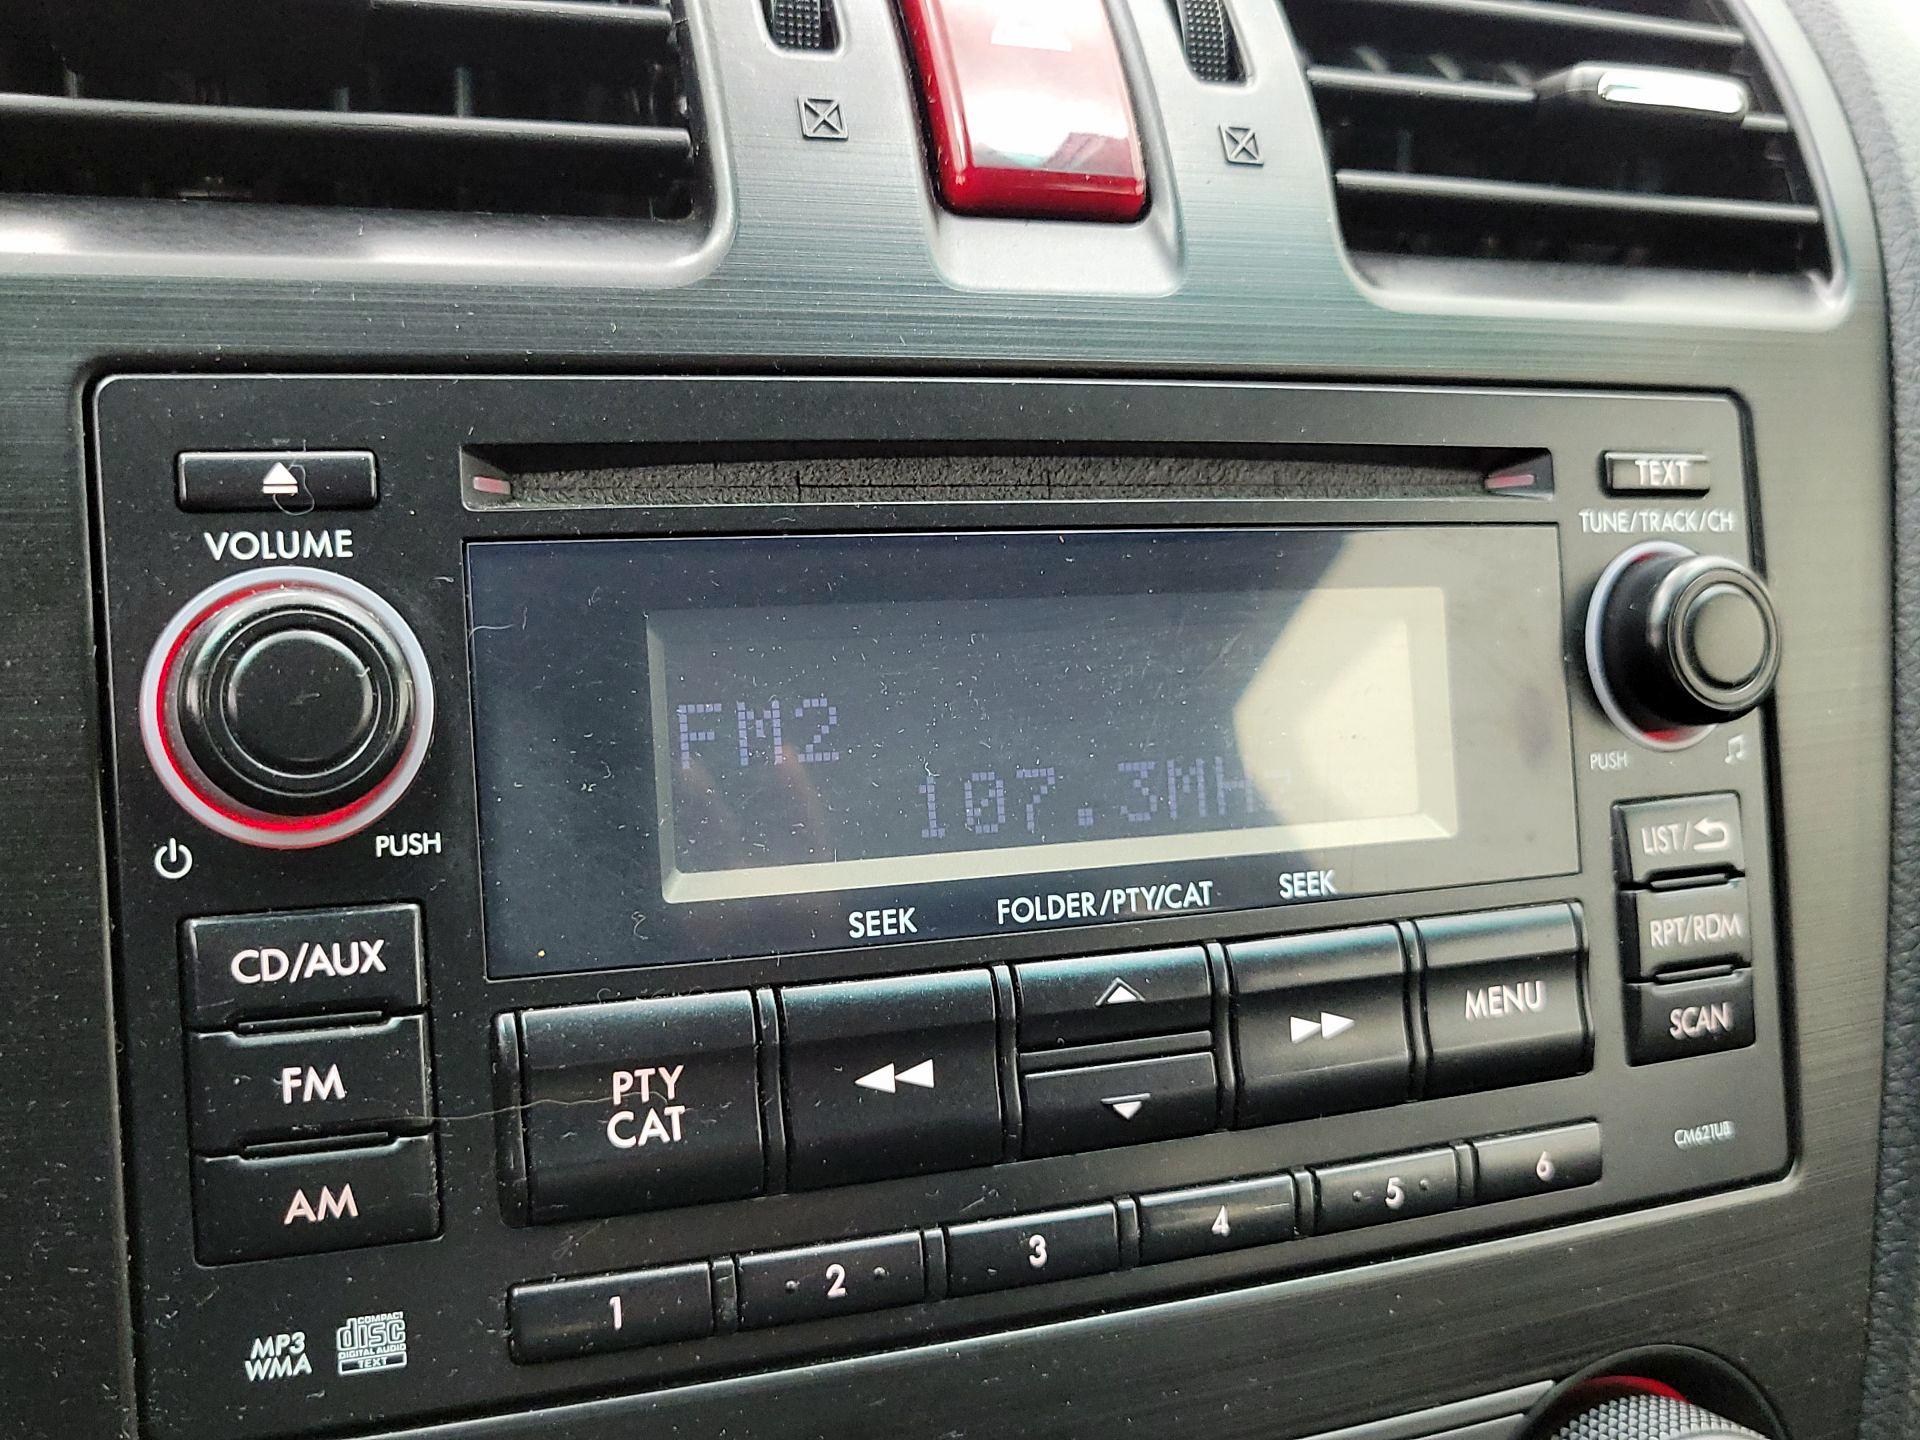 TEXT
VOLUME
TUNE/TRACK/CH
FM2
107.3MHz
PUSH
PUSH
LIST/
RPT/RDM
SCAN
SEEK
FOLDER/PTY/CAT
SEEK
CD/AUX
FM
AM
PTY
CAT
MENU
CM621UB
1
2
3
4
5
6
MP3
WMA
COMPACT
disc
DIGITAL AUDIO
TEXT